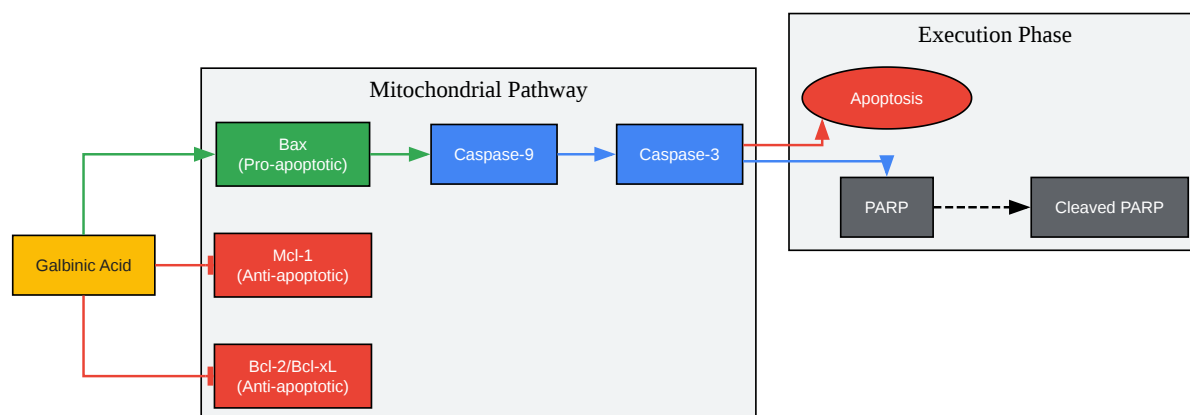 Execution Phase
Mitochondrial Pathway
Apoptosis
Bax
(Pro-apoptotic)
Caspase-9
Caspase-3
PARP
Cleaved PARP
Galbinic Acid
Mcl-1
(Anti-apoptotic)
Bcl-2/Bcl-xL
(Anti-apoptotic)